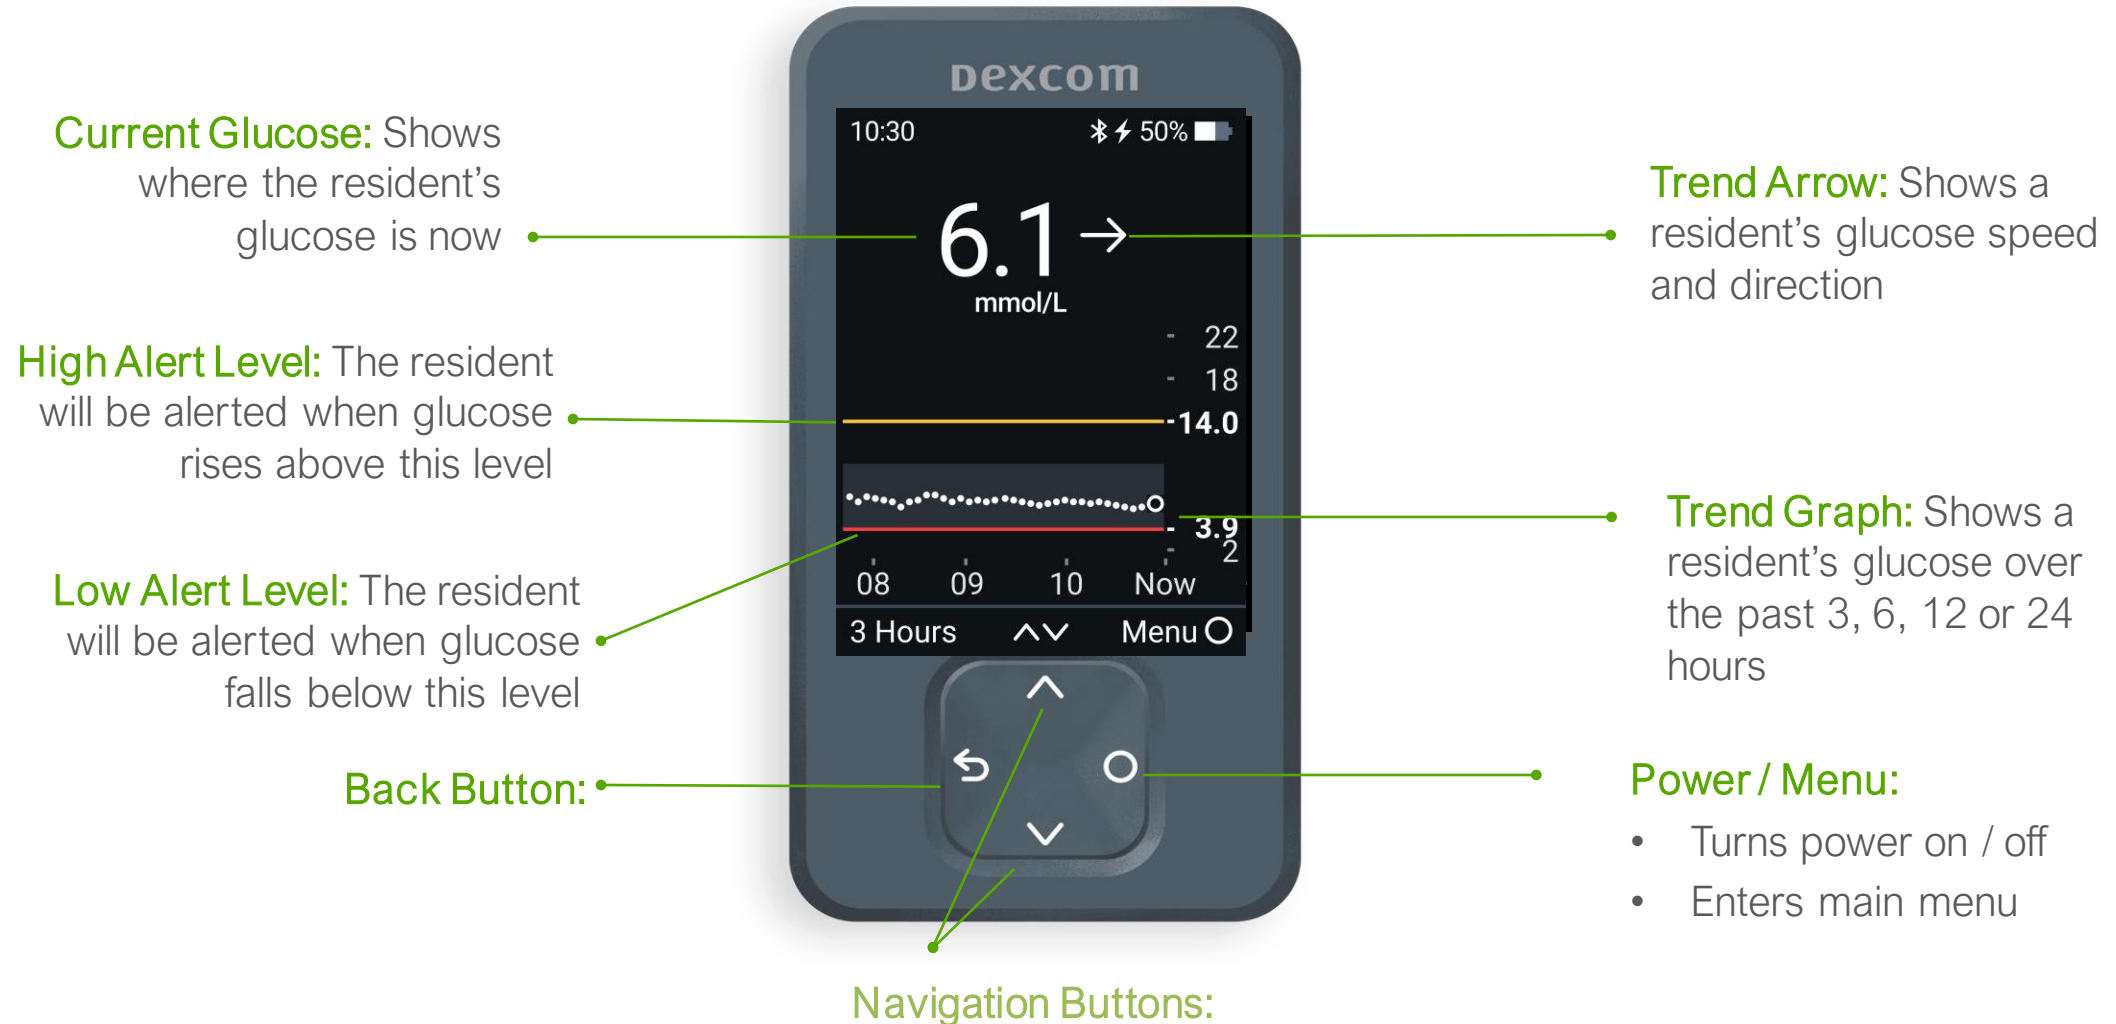 Dexcom
10:30 50%
6.1
mmol/L
22
18
14.0
3.9
2
08 09 10 Now
3 Hours Menu
Current Glucose: Shows
where the resident's
glucose is now
High Alert Level: The resident
will be alerted when glucose
rises above this level
Low Alert Level: The resident
will be alerted when glucose
falls below this level
Back Button:
Navigation Buttons:
Trend Arrow: Shows a
resident's glucose speed
and direction
Trend Graph: Shows a
resident's glucose over
the past 3, 6, 12 or 24
hours
Power / Menu:
• Turns power on / off
• Enters main menu